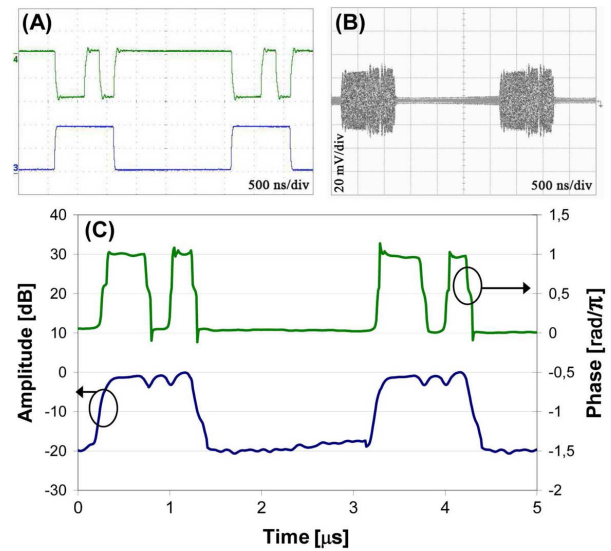 (A)
4
3
500 ns/div
(B)
20 mV/div
500 ns/div
(C)
Amplitude [dB]
40
30
20
10
0
-10
-20
-30
Phase [rad/π]
1,5
1
0,5
0
-0,5
-1
-1,5
-2
0
1
2
3
4
5
Time [μs]